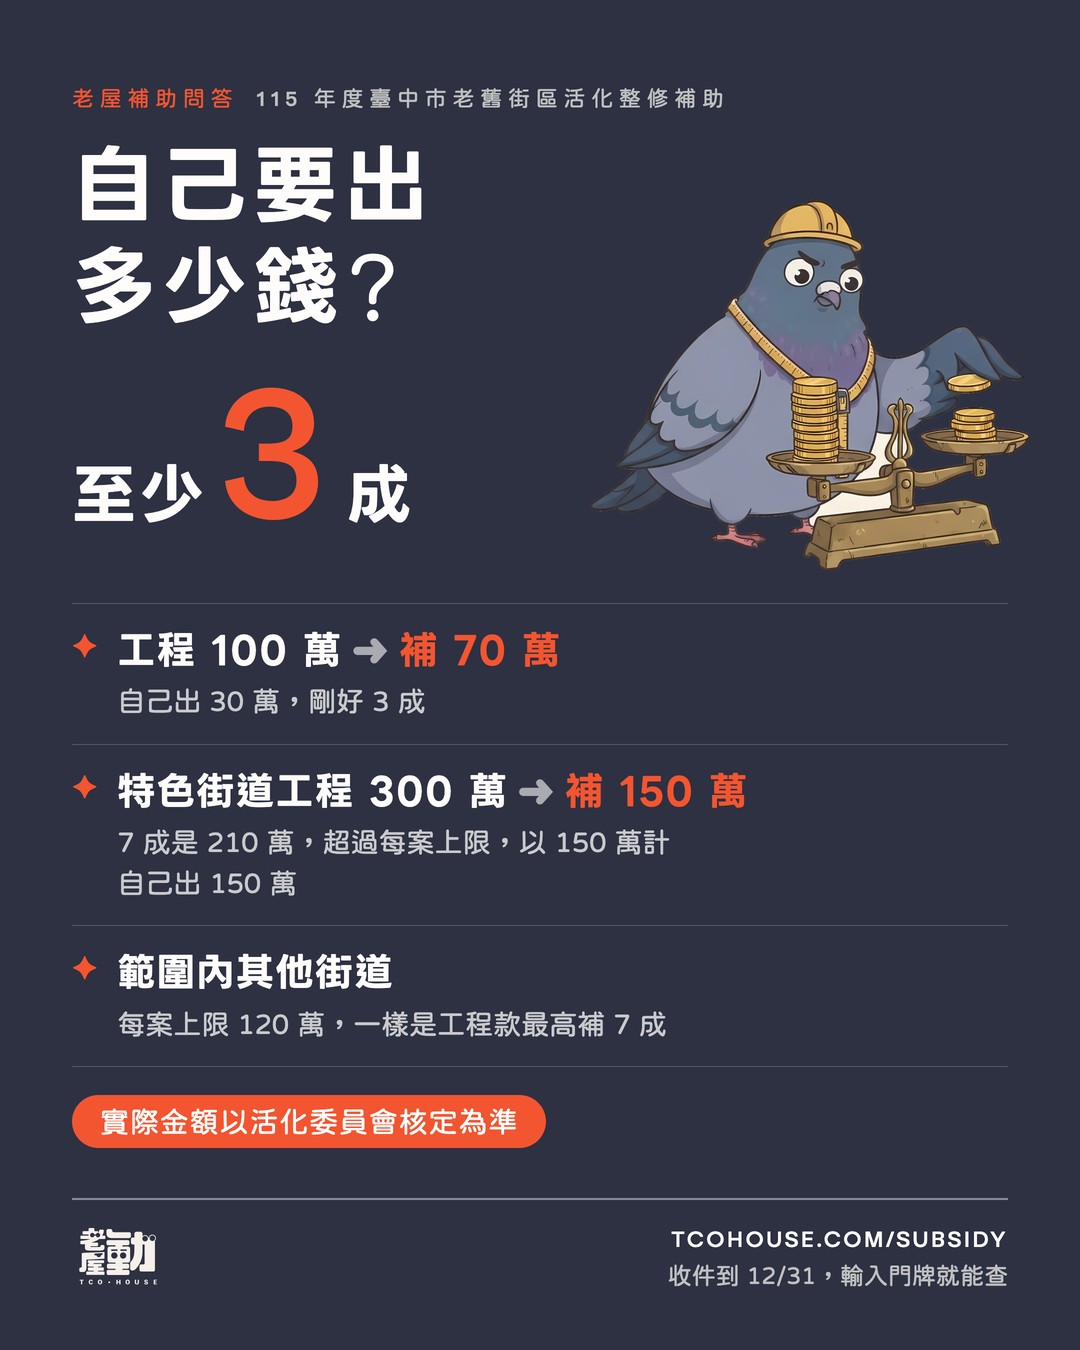 老屋補助問答 115 年度臺中市老舊街區活化整修補助
自己要出
多少錢?
至少 3 成
工程 100 萬 → 補 70 萬
自己出 30 萬，剛好 3 成
特色街道工程 300 萬 → 補 150 萬
7 成是 210 萬，超過每案上限，以 150 萬計
自己出 150 萬
範圍內其他街道
每案上限 120 萬，一樣是工程款最高補 7 成
實際金額以活化委員會核定為準
老屋動
TCO·HOUSE
TCOHOUSE.COM/SUBSIDY
收件到 12/31，輸入門牌就能查